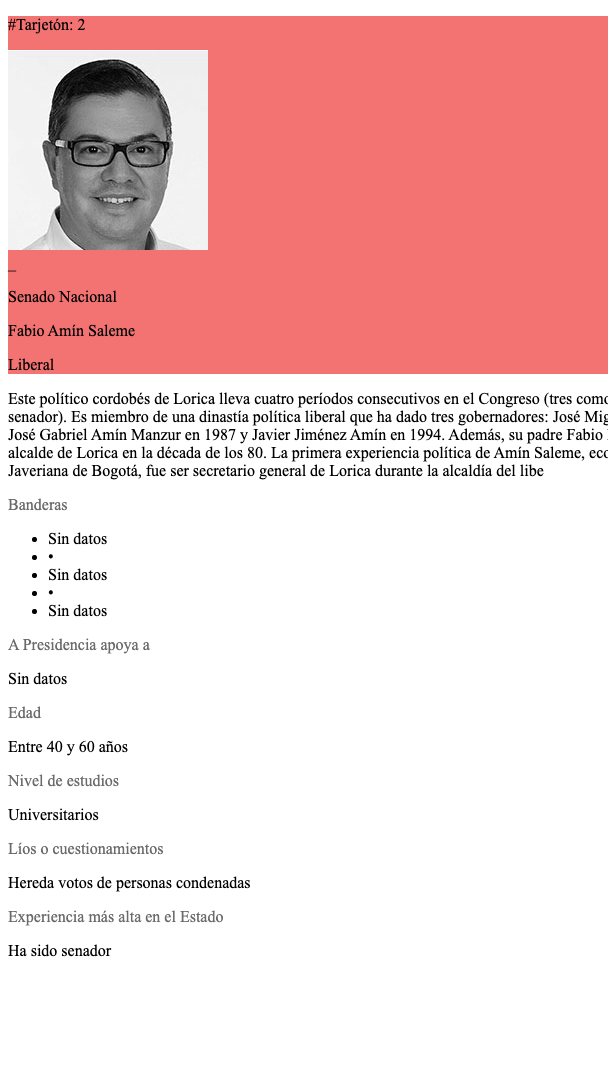 #Tarjetón: 2
_
Senado Nacional
Fabio Amín Saleme
Liberal
Este político cordobés de Lorica lleva cuatro períodos consecutivos en el Congreso (tres como
senador). Es miembro de una dinastía política liberal que ha dado tres gobernadores: José
José Gabriel Amín Manzur en 1987 y Javier Jiménez Amín en 1994. Además, su padre Fabio
alcalde de Lorica en la década de los 80. La primera experiencia política de Amín Saleme,
Javeriana de Bogotá, fue ser secretario general de Lorica durante la alcaldía del libe
Banderas
• Sin datos
• •
• Sin datos
• •
• Sin datos
A Presidencia apoya a
Sin datos
Edad
Entre 40 y 60 años
Nivel de estudios
Universitarios
Líos o cuestionamientos
Hereda votos de personas condenadas
Experiencia más alta en el Estado
Ha sido senador